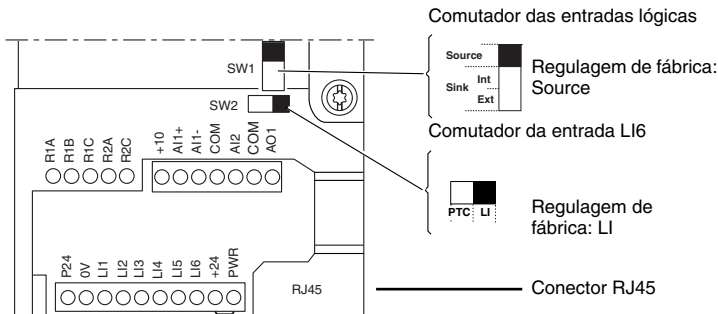 Comutador das entradas lógicas
Source
Sink
Int
Ext
Regulagem de fábrica:
Source
SW1
SW2
Comutador da entrada LI6
PTC LI
Regulagem de
fábrica: LI
R1A R1B R1C R2A R2C
+10 AI1+ AI1- COM AI2 COM AO1
P24 0V LI1 LI2 LI3 LI4 LI5 LI6 +24 PWR
RJ45
Conector RJ45